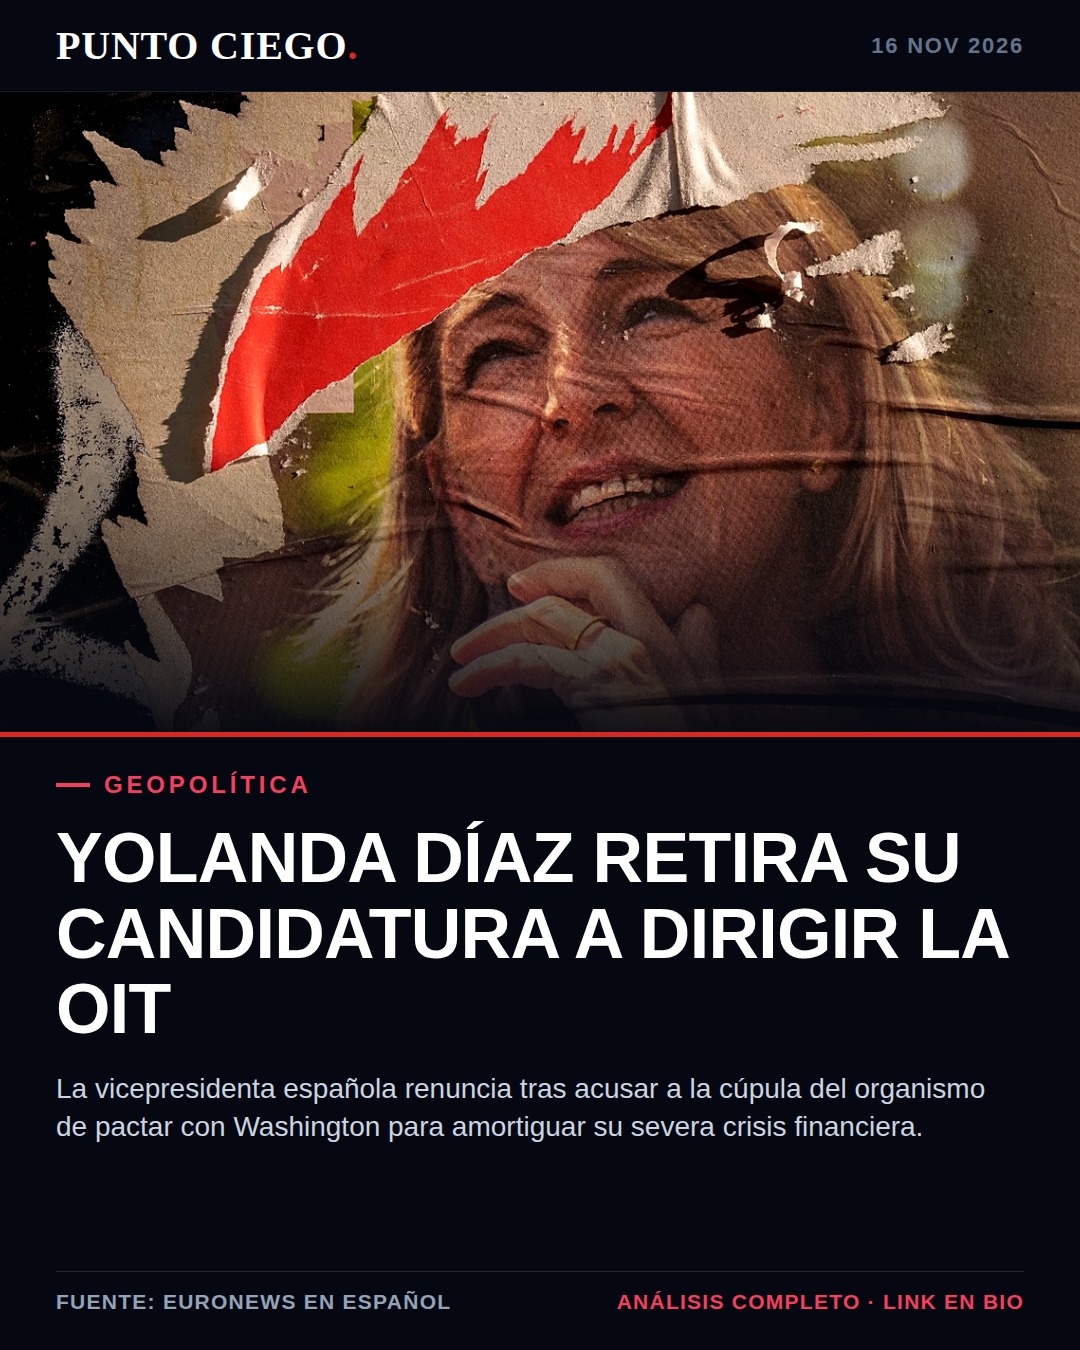 PUNTO CIEGO.
16 NOV 2026
GEOPOLÍTICA
YOLANDA DÍAZ RETIRA SU
CANDIDATURA A DIRIGIR LA
OIT
La vicepresidenta española renuncia tras acusar a la cúpula del organismo
de pactar con Washington para amortiguar su severa crisis financiera.
FUENTE: EURONEWS EN ESPAÑOL
ANÁLISIS COMPLETO · LINK EN BIO